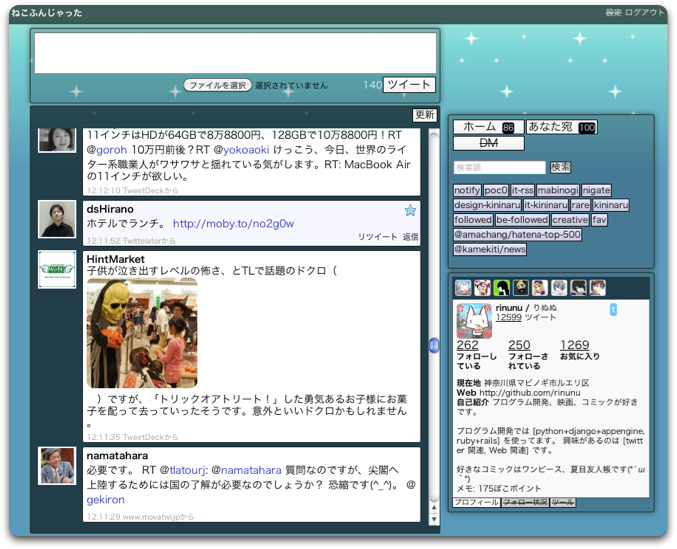 ねこふんじゃった
設定 ログアウト
ファイルを選択 選択されていません
140 ツイート
更新
11インチはHDが64GBで8万8800円、128GBで10万8800円！RT
@goroh 10万円前後？RT @yokoaoki けっこう、今日、世界のライ
ター系職業人がワサワサと揺れている気がします。RT: MacBook Air
の11インチが欲しい。
12:12:10 TweetDeckから
dsHirano
ホテルでランチ。 http://moby.to/no2g0w
リツイート 返信
12:11:52 Twittelatorから
HintMarket
子供が泣き出すレベルの怖さ、とTLで話題のドクロ（
）ですが、「トリックオアトリート！」した勇気あるお子様にお菓
子を配って去っていったそうです。意外といいドクロかもしれません
。
12:11:35 TweetDeckから
namatahara
必要です。 RT @tlatourj: @namatahara 質問なのですが、尖閣へ
上陸するためには国の了解が必要なのでしょうか？ 恐縮です(^_^)。 @
gekiron
12:11:29 www.movatwi.jpから
ホーム 86 あなた宛 100
DM
検索語 検索
notify poc0 it-rss mabinogi nigate
design-kininaru it-kininaru rare kininaru
followed be-followed creative fav
@amachang/hatena-top-500
@kamekiti/news
rinunu / りぬぬ
t
12599 ツイート
262 250 1269
フォローし フォローさ お気に入り
ている れている
現在地 神奈川県マビノギ市ルエリ区
Web http://github.com/rinunu
自己紹介 プログラム開発、映画、コミックが好き
です。
プログラム開発では [python+django+appengine,
ruby+rails] を使ってます。 興味があるのは [twitt
er 関連, Web 関連] です。
好きなコミックはワンピース、夏目友人帳です(*´ω
｀*)
メモ: 175ぽこポイント
プロフィール フォロー状況 ツール